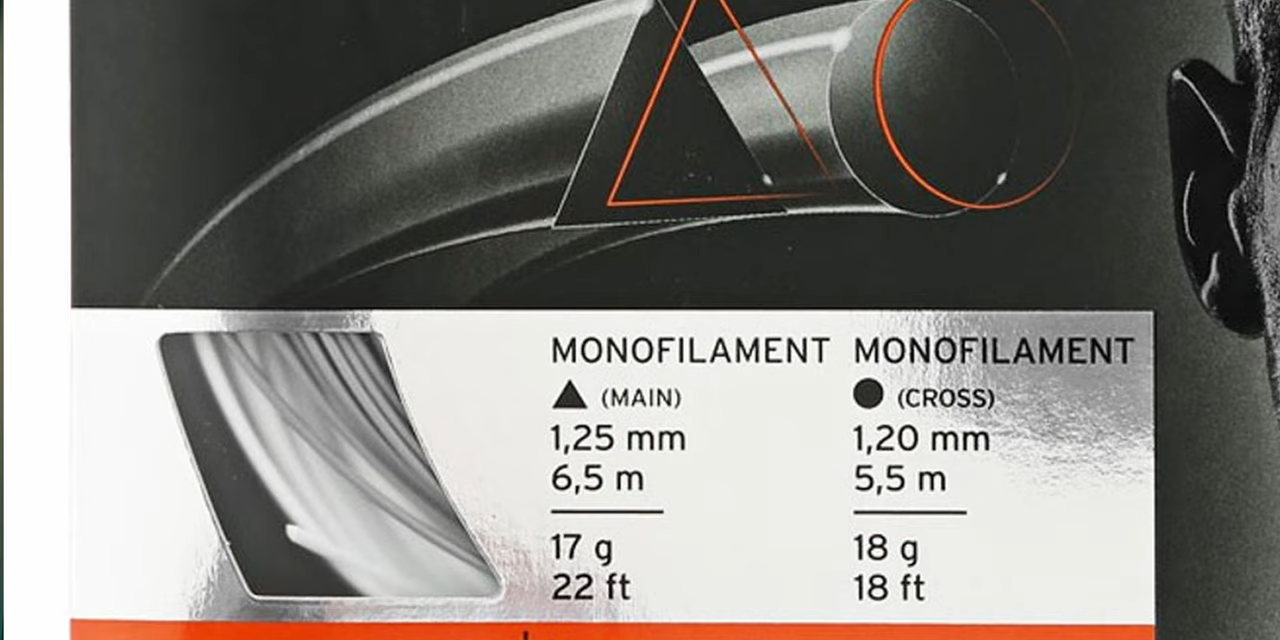 MONOFILAMENT
▲ (MAIN)
1,25 mm
6,5 m
17 g
22 ft
MONOFILAMENT
● (CROSS)
1,20 mm
5,5 m
18 g
18 ft